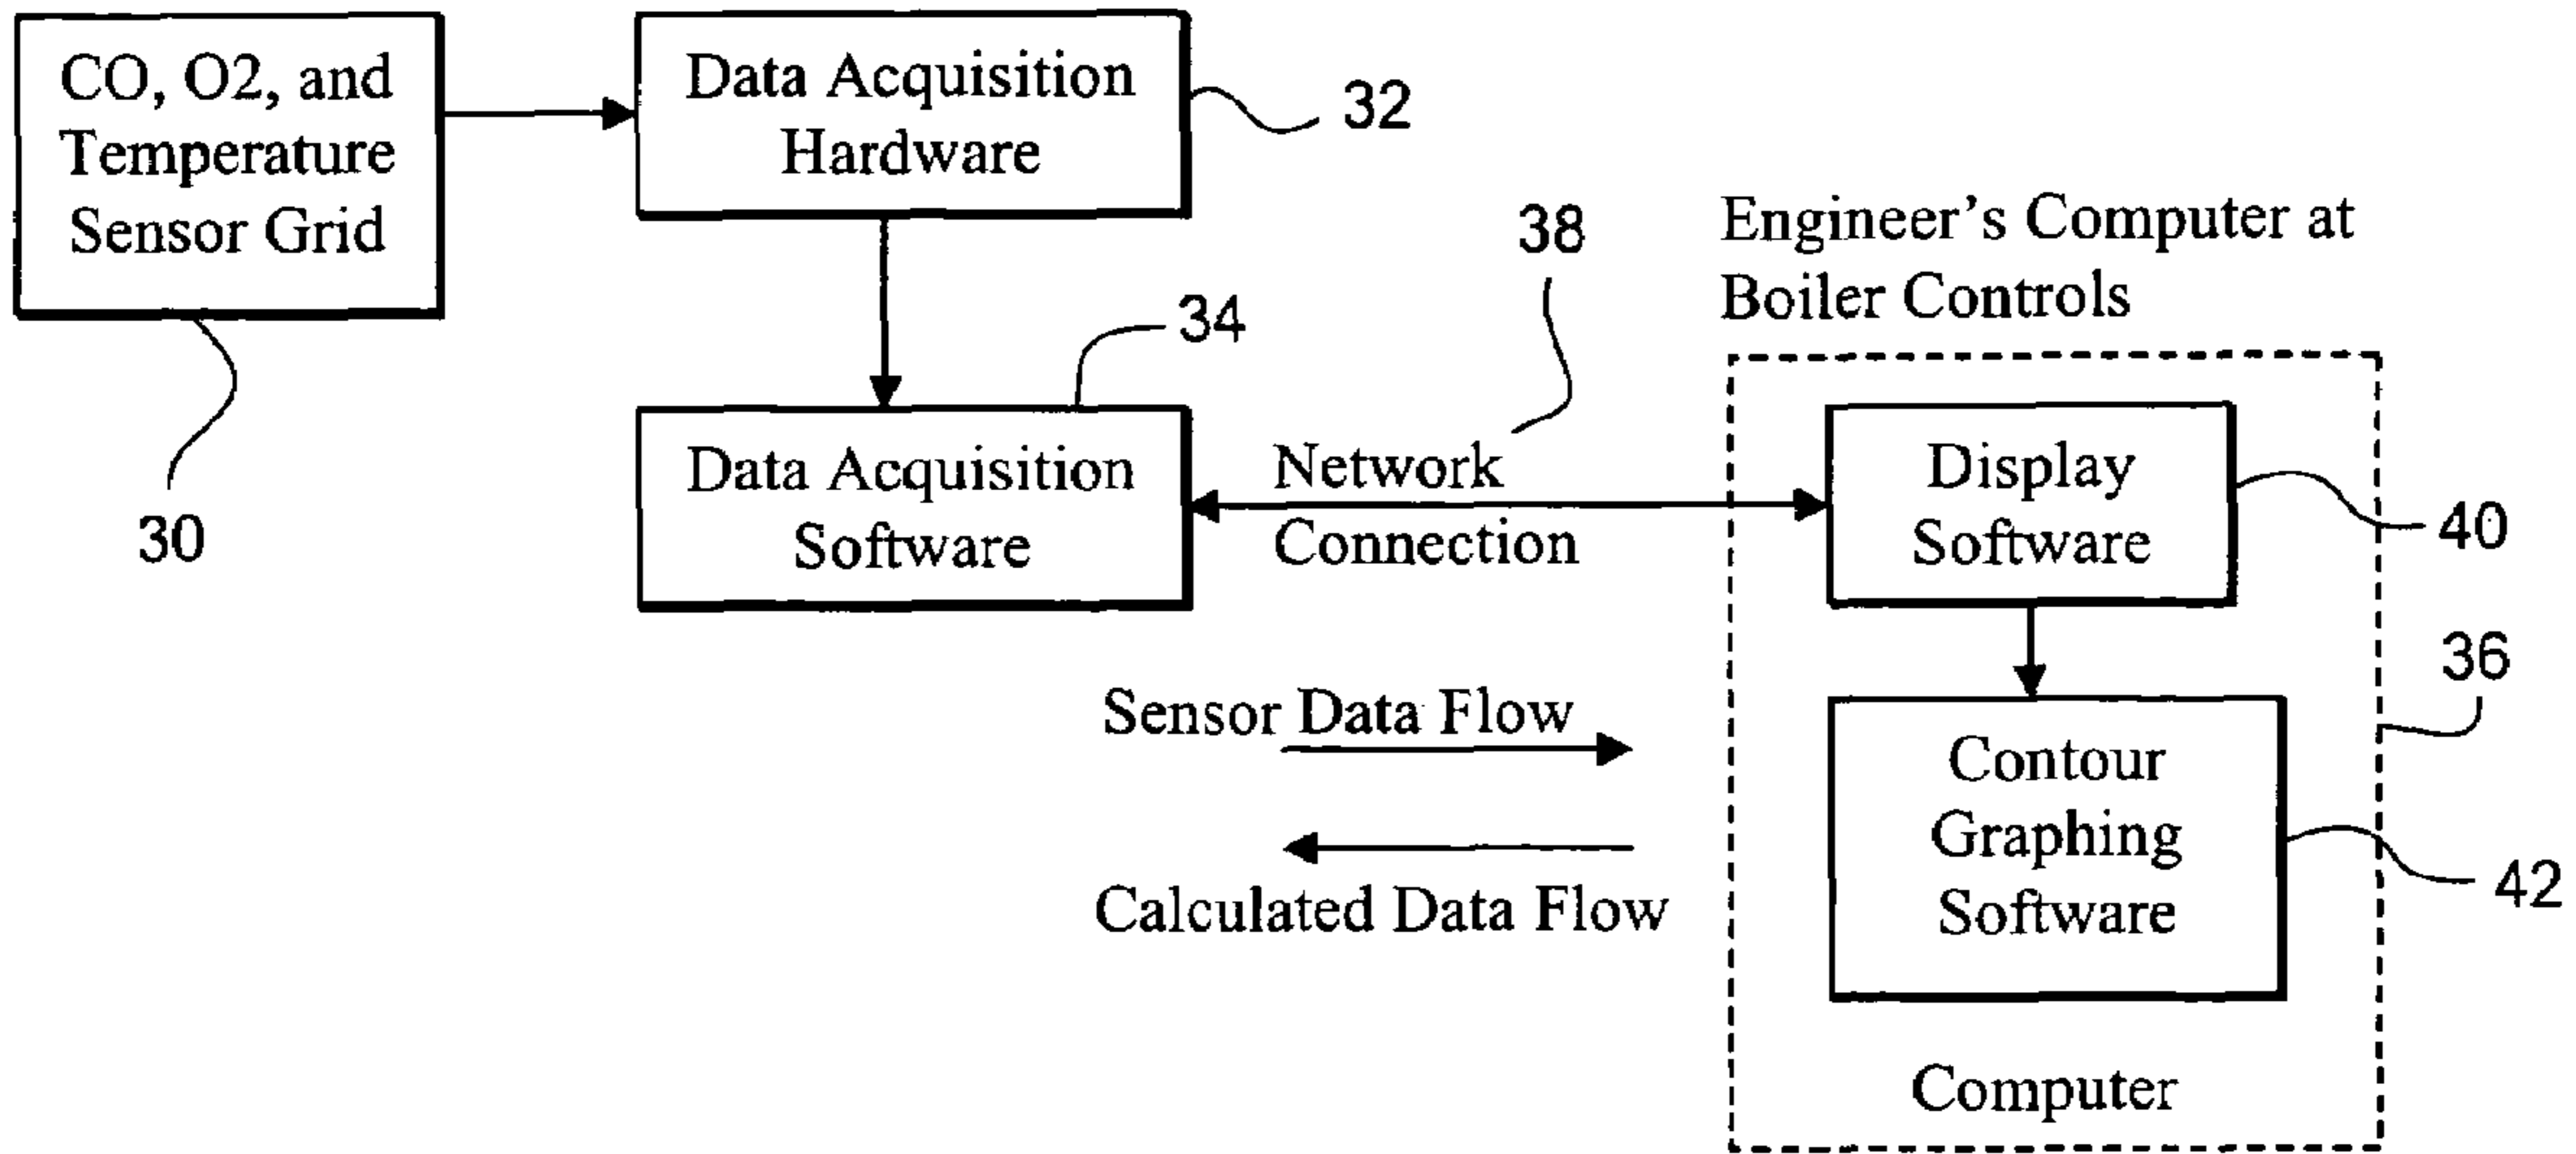 CO, O2, and
Temperature
Sensor Grid
30
Data Acquisition
Hardware
32
34
Data Acquisition
Software
38
Network
Connection
Engineer's Computer at
Boiler Controls
Display
Software
40
36
Sensor Data Flow
Calculated Data Flow
Contour
Graphing
Software
42
Computer